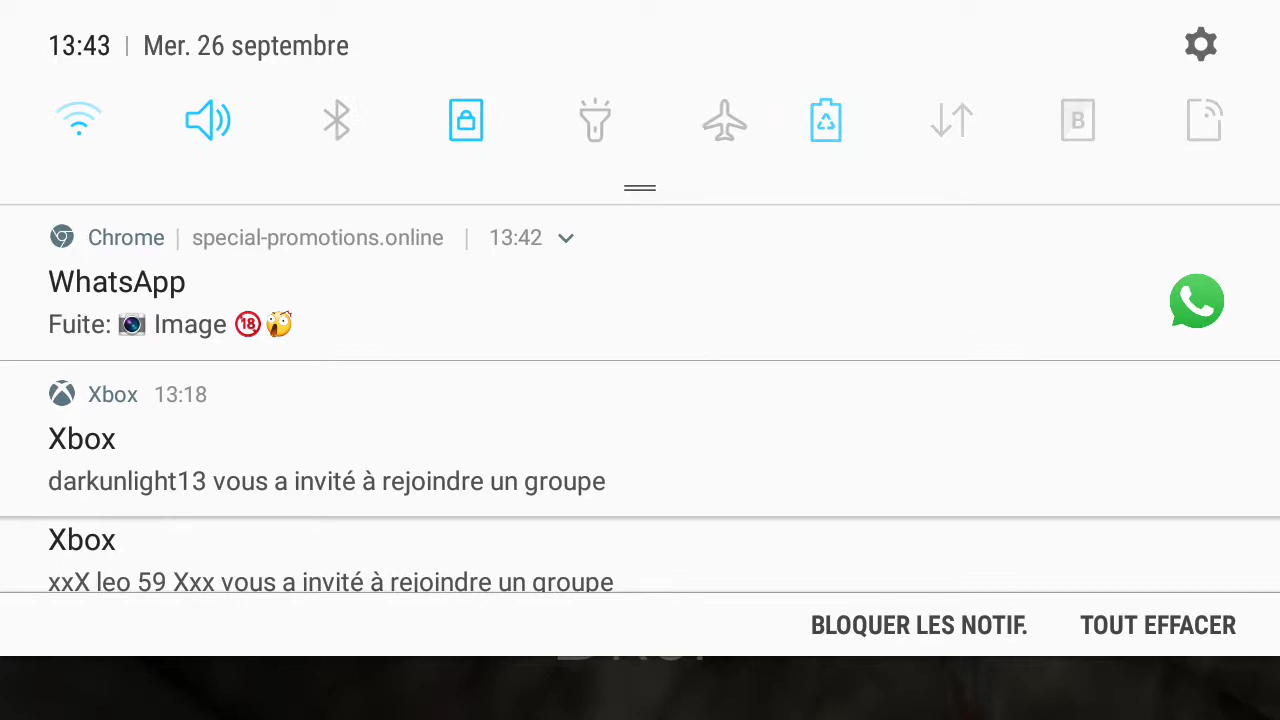 13:43 | Mer. 26 septembre
B
Chrome | special-promotions.online | 13:42
WhatsApp
Fuite: 📷 Image 🔞😲
Xbox 13:18
Xbox
darkunlight13 vous a invité à rejoindre un groupe
Xbox
xxX leo 59 Xxx vous a invité à rejoindre un groupe
BLOQUER LES NOTIF. TOUT EFFACER